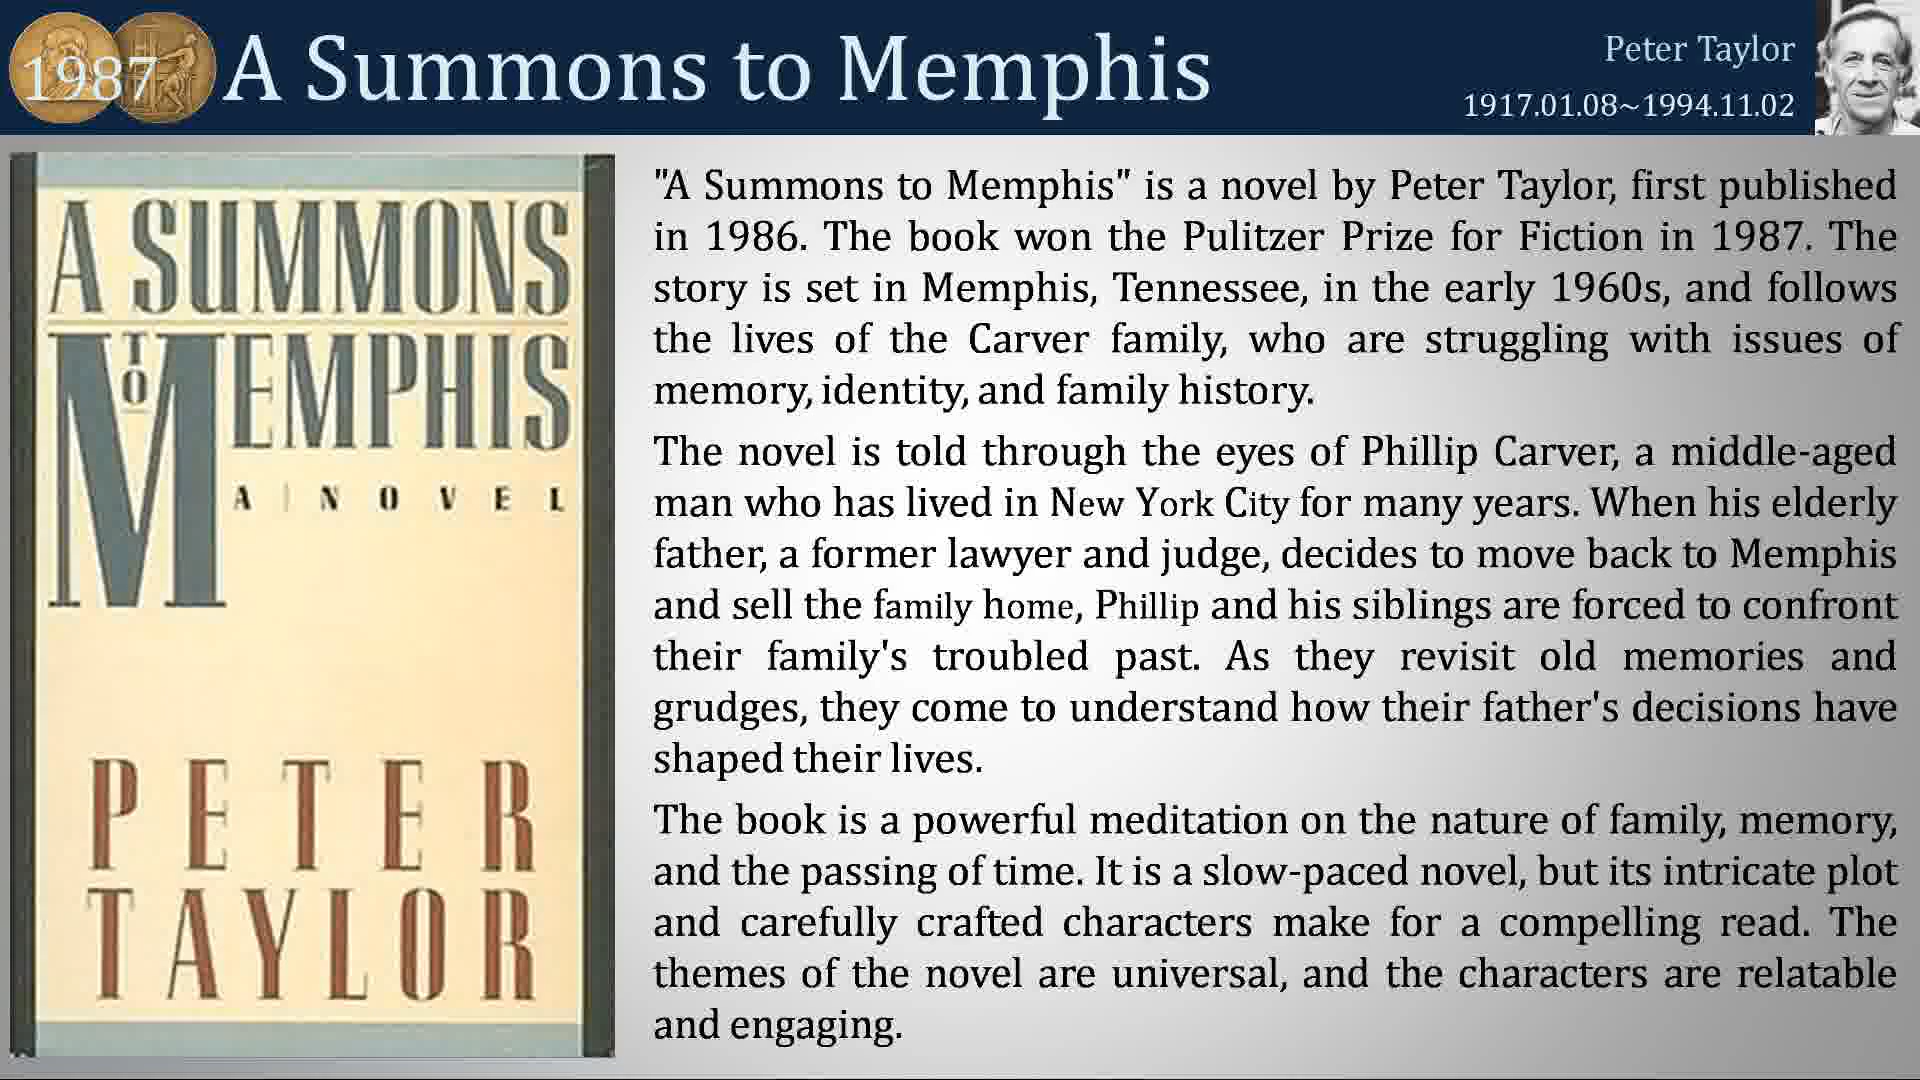 1987
A Summons to Memphis
Peter Taylor
1917.01.08~1994.11.02
A SUMMONS
TO
MEMPHIS
A NOVEL
PETER
TAYLOR
"A Summons to Memphis" is a novel by Peter Taylor, first published
in 1986. The book won the Pulitzer Prize for Fiction in 1987. The
story is set in Memphis, Tennessee, in the early 1960s, and follows
the lives of the Carver family, who are struggling with issues of
memory, identity, and family history.
The novel is told through the eyes of Phillip Carver, a middle-aged
man who has lived in New York City for many years. When his elderly
father, a former lawyer and judge, decides to move back to Memphis
and sell the family home, Phillip and his siblings are forced to confront
their family's troubled past. As they revisit old memories and
grudges, they come to understand how their father's decisions have
shaped their lives.
The book is a powerful meditation on the nature of family, memory,
and the passing of time. It is a slow-paced novel, but its intricate plot
and carefully crafted characters make for a compelling read. The
themes of the novel are universal, and the characters are relatable
and engaging.